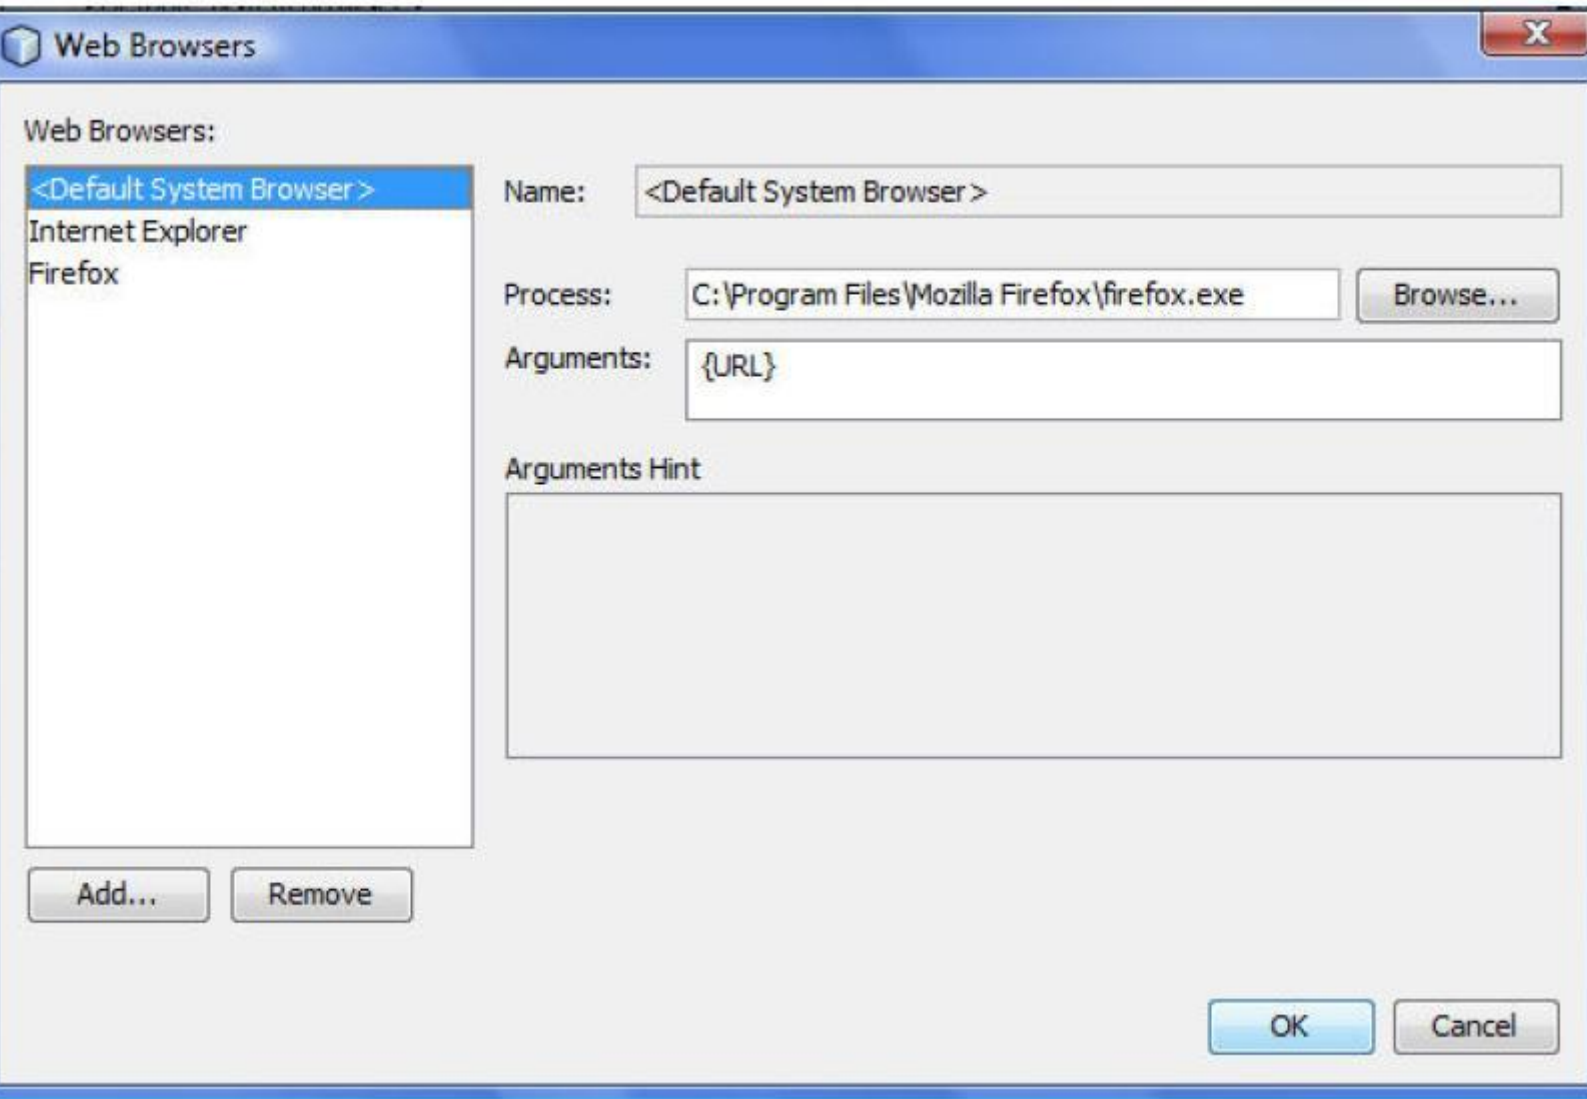 Web Browsers
X
Web Browsers:
<Default System Browser>
Internet Explorer
Firefox
Name:
<Default System Browser>
Process:
C:\Program Files\Mozilla Firefox\firefox.exe
Browse...
Arguments:
{URL}
Arguments Hint
Add...
Remove
OK
Cancel